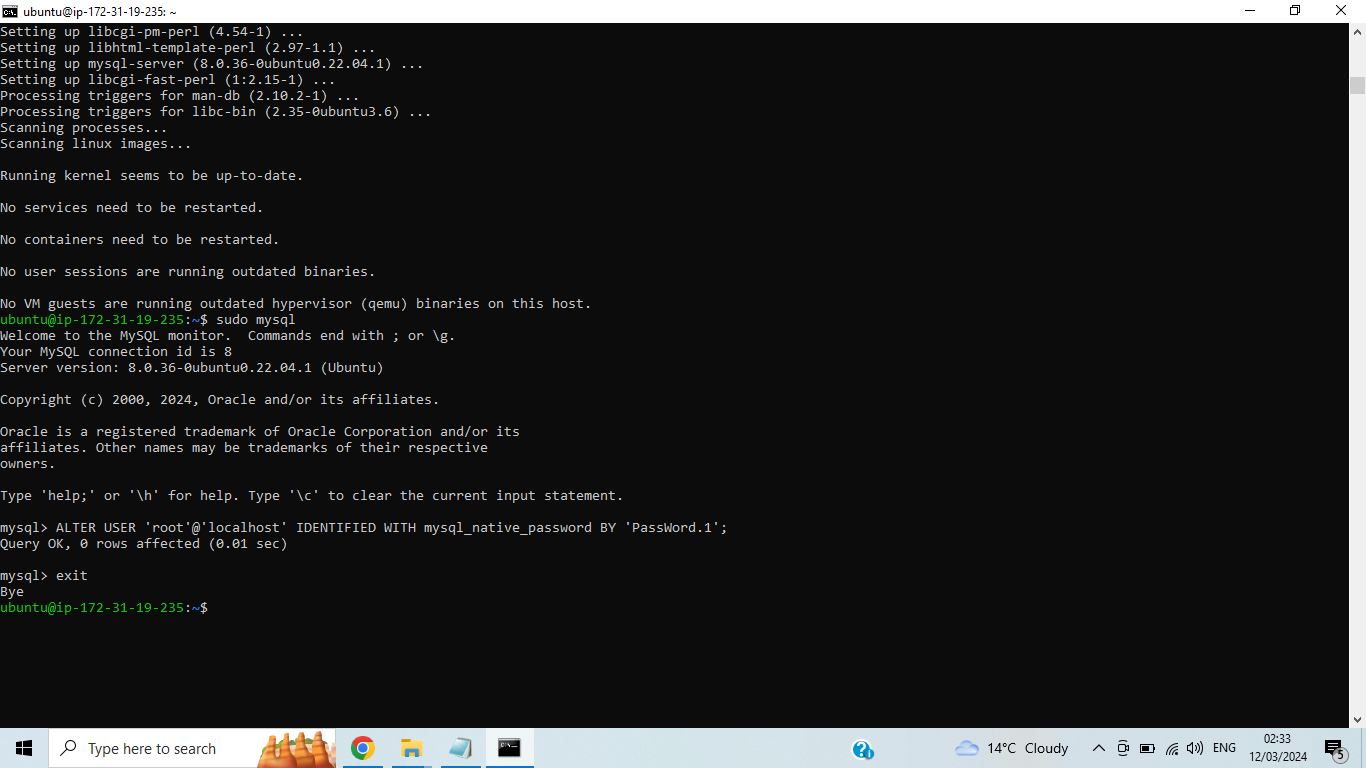 ubuntu@ip-172-31-19-235: ~
Setting up libcgi-pm-perl (4.54-1) ...
Setting up libhtml-template-perl (2.97-1.1) ...
Setting up mysql-server (8.0.36-0ubuntu0.22.04.1) ...
Setting up libcgi-fast-perl (1:2.15-1) ...
Processing triggers for man-db (2.10.2-1) ...
Processing triggers for libc-bin (2.35-0ubuntu3.6) ...
Scanning processes...
Scanning linux images...
Running kernel seems to be up-to-date.
No services need to be restarted.
No containers need to be restarted.
No user sessions are running outdated binaries.
No VM guests are running outdated hypervisor (qemu) binaries on this host.
ubuntu@ip-172-31-19-235:~$ sudo mysql
Welcome to the MySQL monitor.  Commands end with ; or \g.
Your MySQL connection id is 8
Server version: 8.0.36-0ubuntu0.22.04.1 (Ubuntu)
Copyright (c) 2000, 2024, Oracle and/or its affiliates.
Oracle is a registered trademark of Oracle Corporation and/or its
affiliates. Other names may be trademarks of their respective
owners.
Type 'help;' or '\h' for help. Type '\c' to clear the current input statement.
mysql> ALTER USER 'root'@'localhost' IDENTIFIED WITH mysql_native_password BY 'PassWord.1';
Query OK, 0 rows affected (0.01 sec)
mysql> exit
Bye
ubuntu@ip-172-31-19-235:~$
Type here to search
14°C Cloudy
ENG
02:33
12/03/2024
5